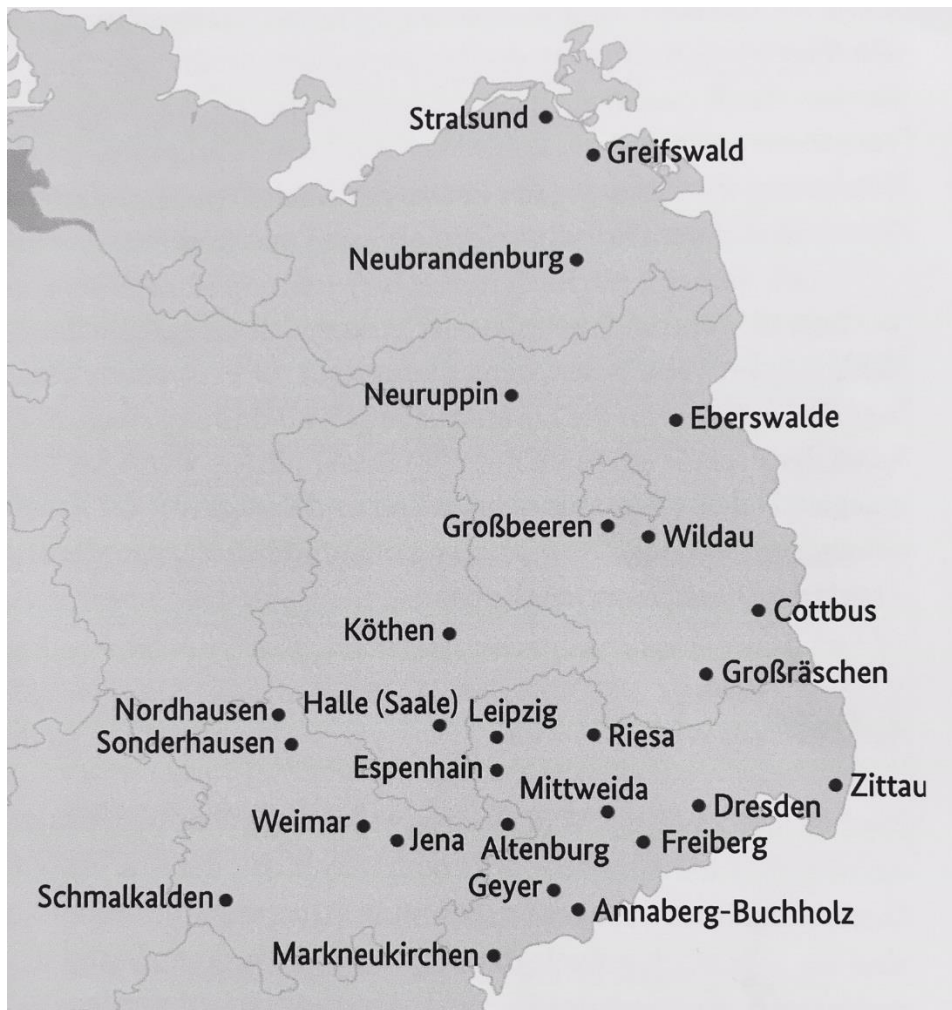 Stralsund
Greifswald
Neubrandenburg
Neuruppin
Eberswalde
Großbeeren
Wildau
Cottbus
Köthen
Großräschen
Halle (Saale)
Leipzig
Nordhausen
Riesa
Sonderhausen
Espenhain
Zittau
Mittweida
Dresden
Weimar
Jena
Altenburg
Freiberg
Geyer
Schmalkalden
Annaberg-Buchholz
Markneukirchen